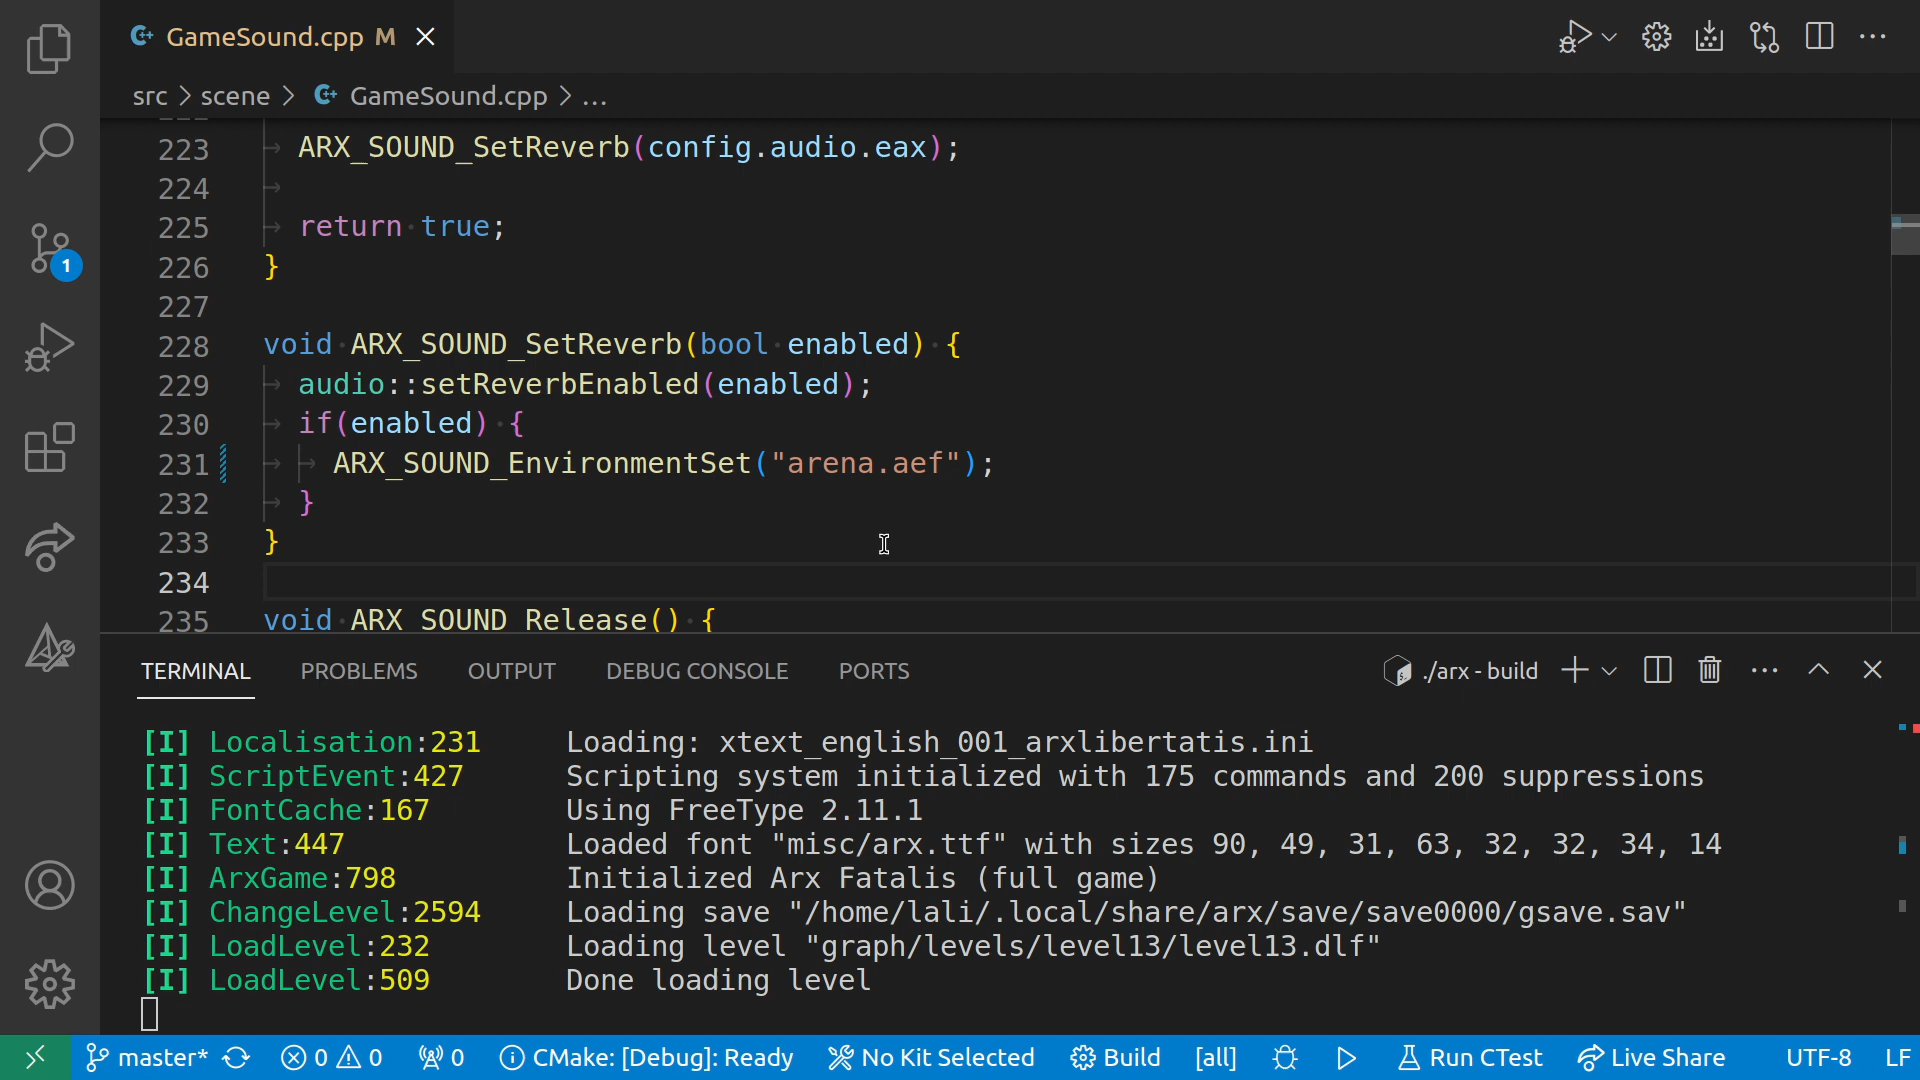 GameSound.cpp M
src > scene > GameSound.cpp > ...
223 ARX_SOUND_SetReverb(config.audio.eax);
224
225 return true;
226 }
227
228 void ARX_SOUND_SetReverb(bool enabled) {
229 audio::setReverbEnabled(enabled);
230 if(enabled) {
231 ARX_SOUND_EnvironmentSet("arena.aef");
232 }
233 }
234
235 void ARX_SOUND_Release() {
1
TERMINAL PROBLEMS OUTPUT DEBUG CONSOLE PORTS ./arx - build
[I] Localisation:231 Loading: xtext_english_001_arxlibertatis.ini
[I] ScriptEvent:427 Scripting system initialized with 175 commands and 200 suppressions
[I] FontCache:167 Using FreeType 2.11.1
[I] Text:447 Loaded font "misc/arx.ttf" with sizes 90, 49, 31, 63, 32, 32, 34, 14
[I] ArxGame:798 Initialized Arx Fatalis (full game)
[I] ChangeLevel:2594 Loading save "/home/lali/.local/share/arx/save/save0000/gsave.sav"
[I] LoadLevel:232 Loading level "graph/levels/level13/level13.dlf"
[I] LoadLevel:509 Done loading level
master* 0 0 0 CMake: [Debug]: Ready No Kit Selected Build [all] Run CTest Live Share UTF-8 LF